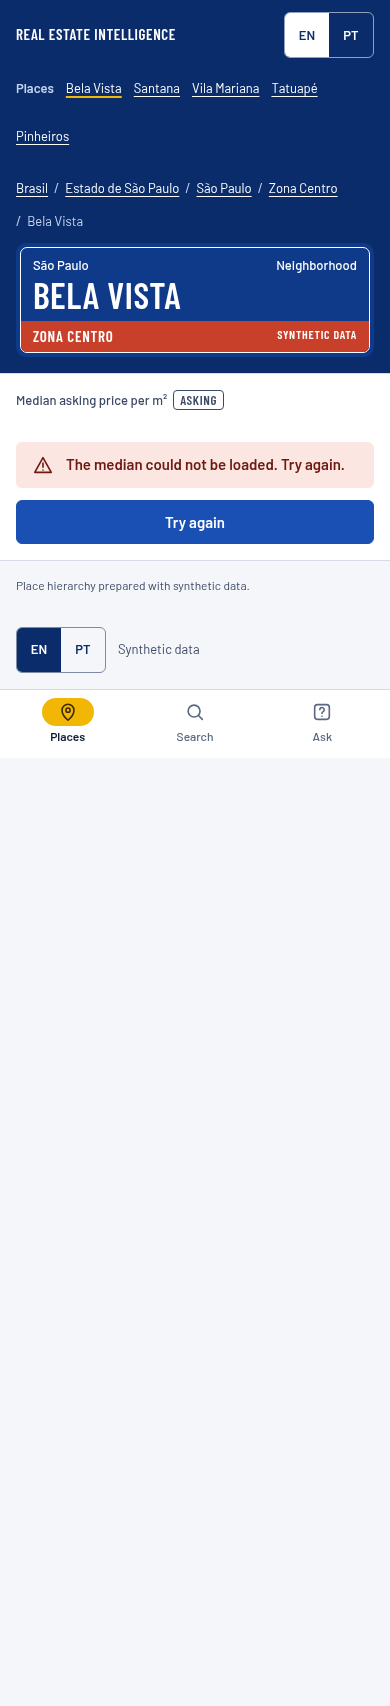 REAL ESTATE INTELLIGENCE
EN PT
Places Bela Vista Santana Vila Mariana Tatuapé
Pinheiros
Brasil / Estado de São Paulo / São Paulo / Zona Centro
/ Bela Vista
São Paulo Neighborhood
BELA VISTA
ZONA CENTRO SYNTHETIC DATA
Median asking price per m² ASKING
The median could not be loaded. Try again.
Try again
Place hierarchy prepared with synthetic data.
EN PT Synthetic data
Places Search Ask